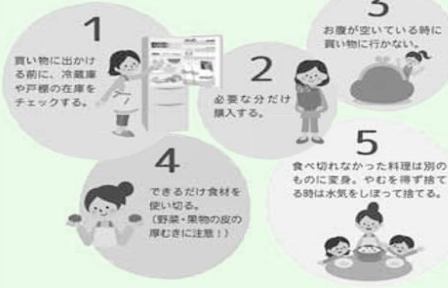 1
買い物に出かけ
る前に、冷蔵庫
や戸棚の在庫を
チェックする。
2
必要な分だけ
購入する。
3
お腹が空いている時に
買い物に行かない。
4
できるだけ食材を
使い切る。
(野菜・果物の皮の
厚むきに注意!)
5
食べ切れなかった料理は別の
ものに変身。やむを得ず捨て
る時は水気をしぼって捨てる。